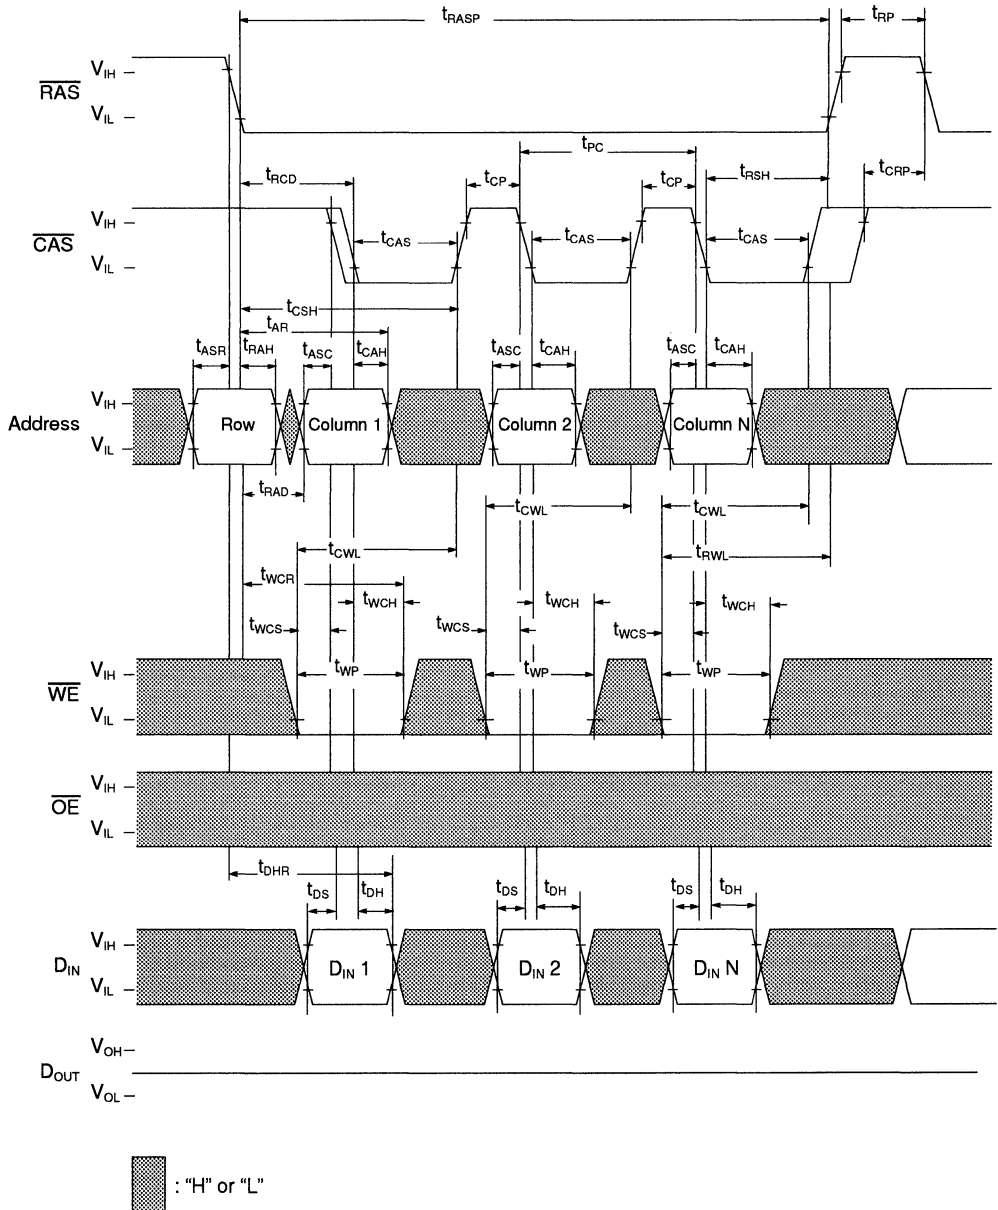 tRASP
tRP
RAS
VIH
VIL
tPC
tRCD
tCP
tCP
tRSH
tCRP
CAS
VIH
VIL
tCAS
tCAS
tCAS
tCSH
tAR
tASR
tRAH
tASC
tCAH
tASC
tCAH
tASC
tCAH
Address
VIH
VIL
Row
Column 1
Column 2
Column N
tRAD
tCWL
tCWL
tCWL
tRWL
tWCR
tWCH
tWCH
tWCH
tWCS
tWCS
tWCS
WE
VIH
VIL
tWP
tWP
tWP
OE
VIH
VIL
tDHR
tDS
tDH
tDS
tDH
tDS
tDH
DIN
VIH
VIL
DIN 1
DIN 2
DIN N
DOUT
VOH
VOL
: "H" or "L"